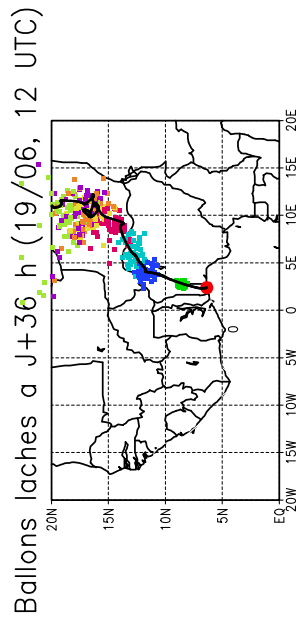 Ballons laches a J+36 h (19/06, 12 UTC)
20N
15N
10N
5N
EQ
20W
15W
10W
5W
0
5E
10E
15E
20E
0